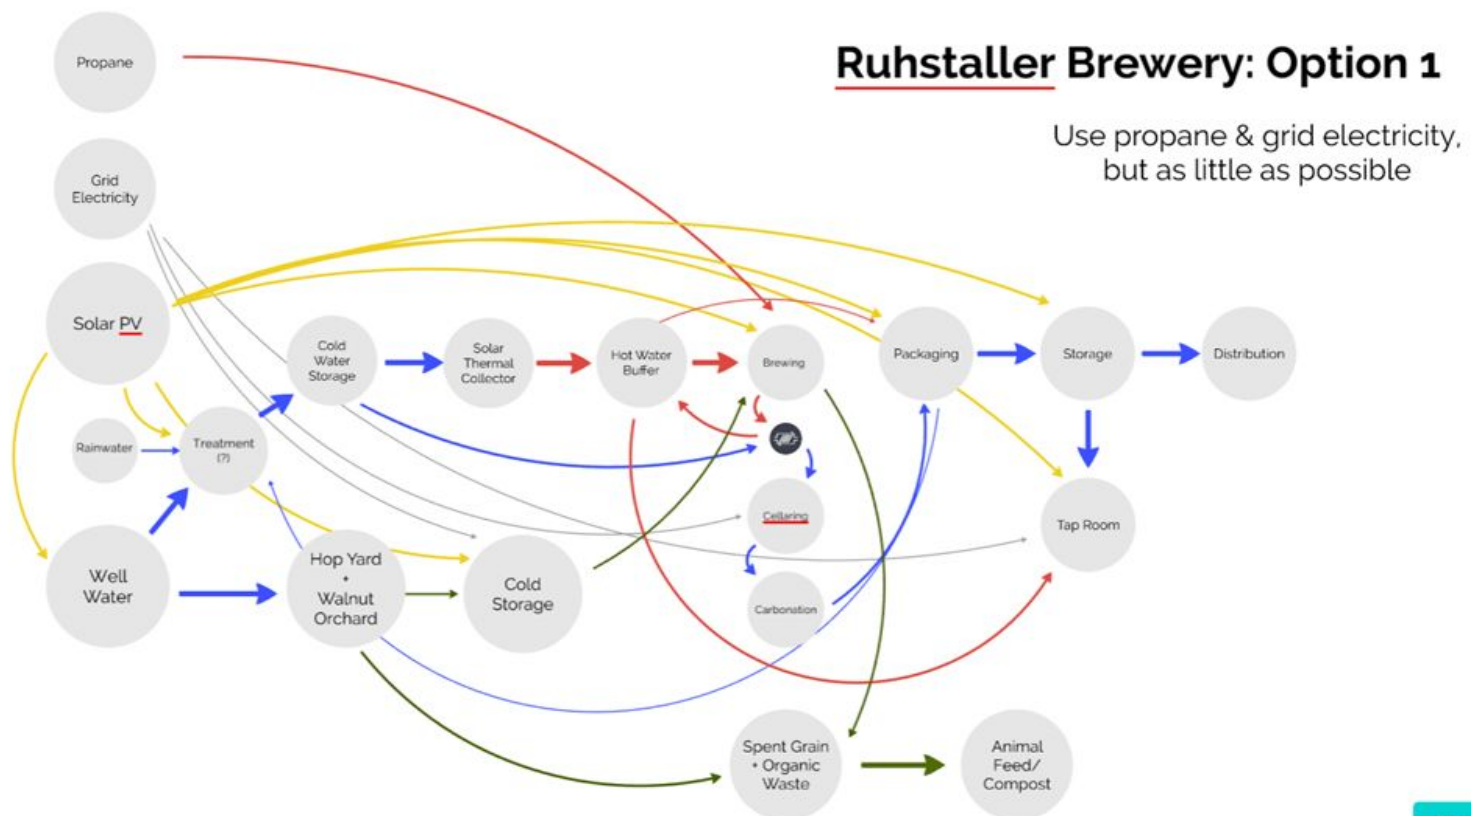 Ruhstaller Brewery: Option 1
Use propane & grid electricity,
but as little as possible
Propane
Grid
Electricity
Solar PV
Cold
Water
Storage
Solar
Thermal
Collector
Hot Water
Buffer
Brewing
Packaging
Storage
Distribution
Rainwater
Treatment
(?)
Cellaring
Tap Room
Well
Water
Hop Yard
+
Walnut
Orchard
Cold
Storage
Carbonation
Spent Grain
+ Organic
Waste
Animal
Feed/
Compost